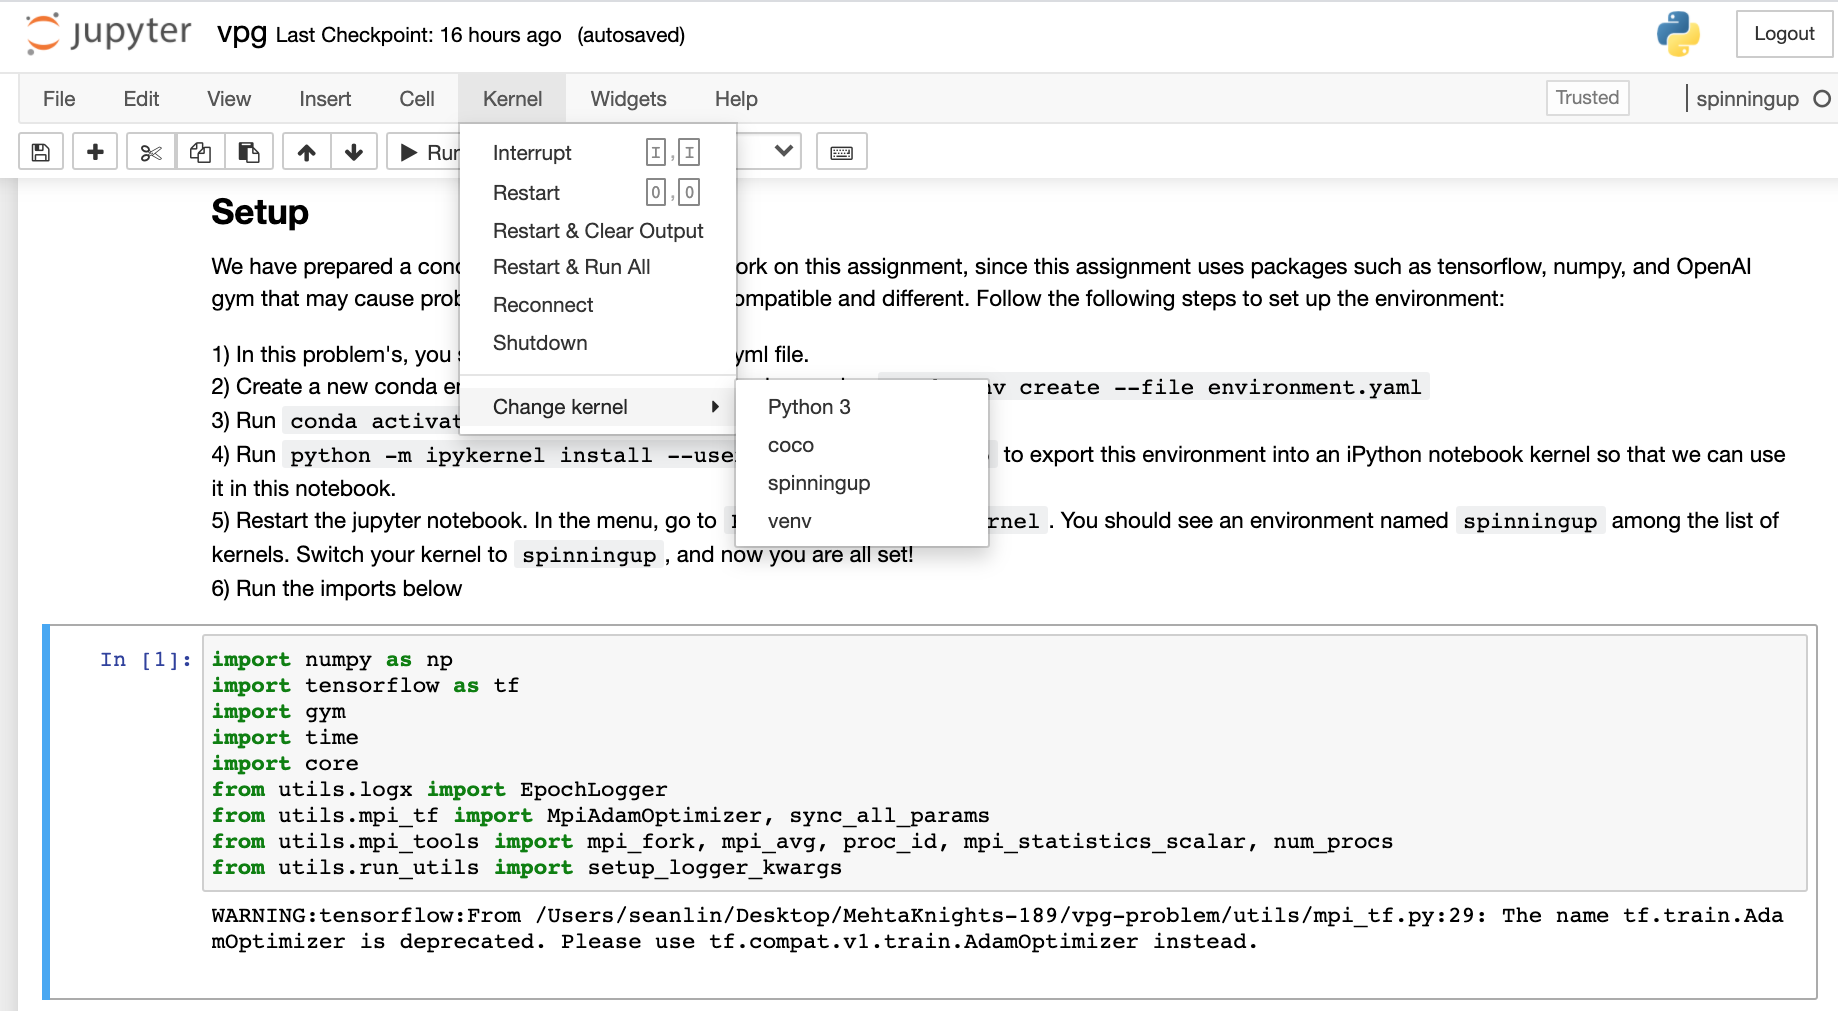 jupyter vpg Last Checkpoint: 16 hours ago (autosaved) Logout
File Edit View Insert Cell Kernel Widgets Help Trusted spinningup
Run
Interrupt I,I
Restart 0,0
Restart & Clear Output
Restart & Run All
Reconnect
Shutdown
Change kernel
Python 3
coco
spinningup
venv
Setup
We have prepared a ork on this assignment, since this assignment uses packages such as tensorflow, numpy, and OpenAI
gym that may cause ompatible and different. Follow the following steps to set up the environment:
1) In this problem's, you yml file.
2) Create a new conda create --file environment.yaml
3) Run conda activat
4) Run python -m ipykernel install --use to export this environment into an iPython notebook kernel so that we can use
it in this notebook.
5) Restart the jupyter notebook. In the menu, go to rnel . You should see an environment named spinningup among the list of
kernels. Switch your kernel to spinningup , and now you are all set!
6) Run the imports below
In [1]:
import numpy as np
import tensorflow as tf
import gym
import time
import core
from utils.logx import EpochLogger
from utils.mpi_tf import MpiAdamOptimizer, sync_all_params
from utils.mpi_tools import mpi_fork, mpi_avg, proc_id, mpi_statistics_scalar, num_procs
from utils.run_utils import setup_logger_kwargs
WARNING:tensorflow:From /Users/seanlin/Desktop/MehtaKnights-189/vpg-problem/utils/mpi_tf.py:29: The name tf.train.Ada
mOptimizer is deprecated. Please use tf.compat.v1.train.AdamOptimizer instead.